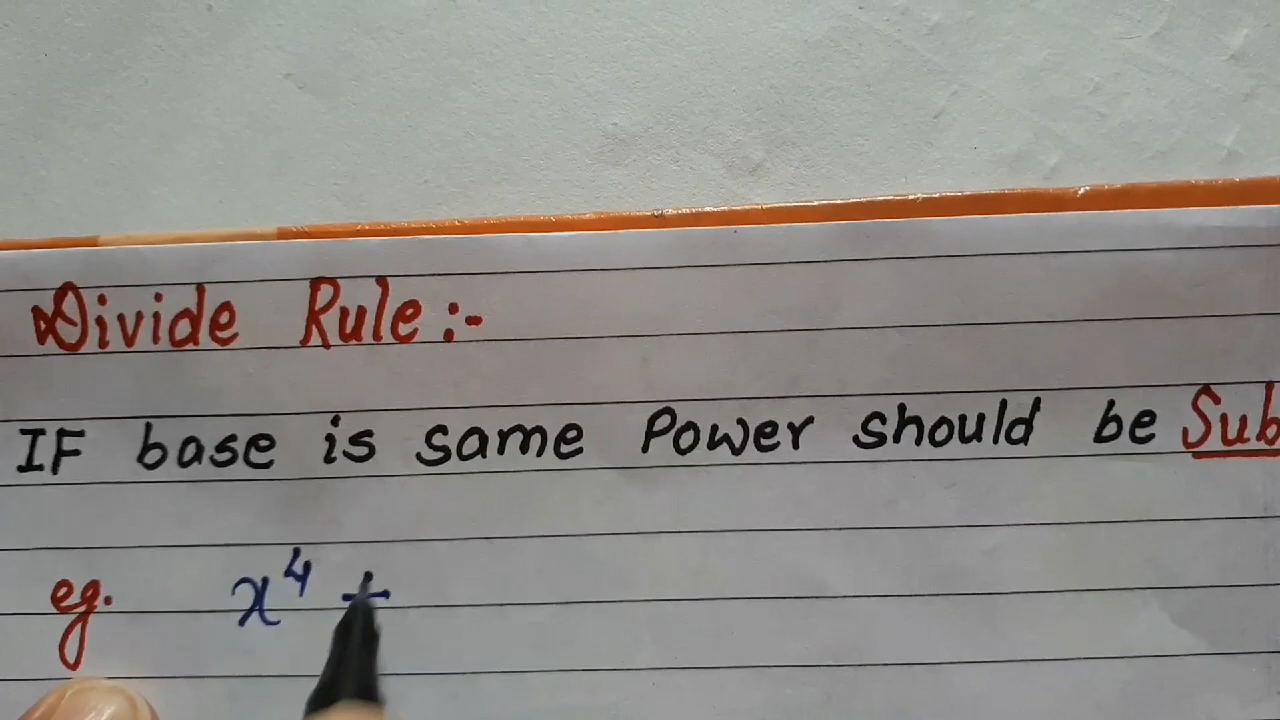 Divide Rule:-
IF base is same Power should be Sub
eg. x⁴ ÷